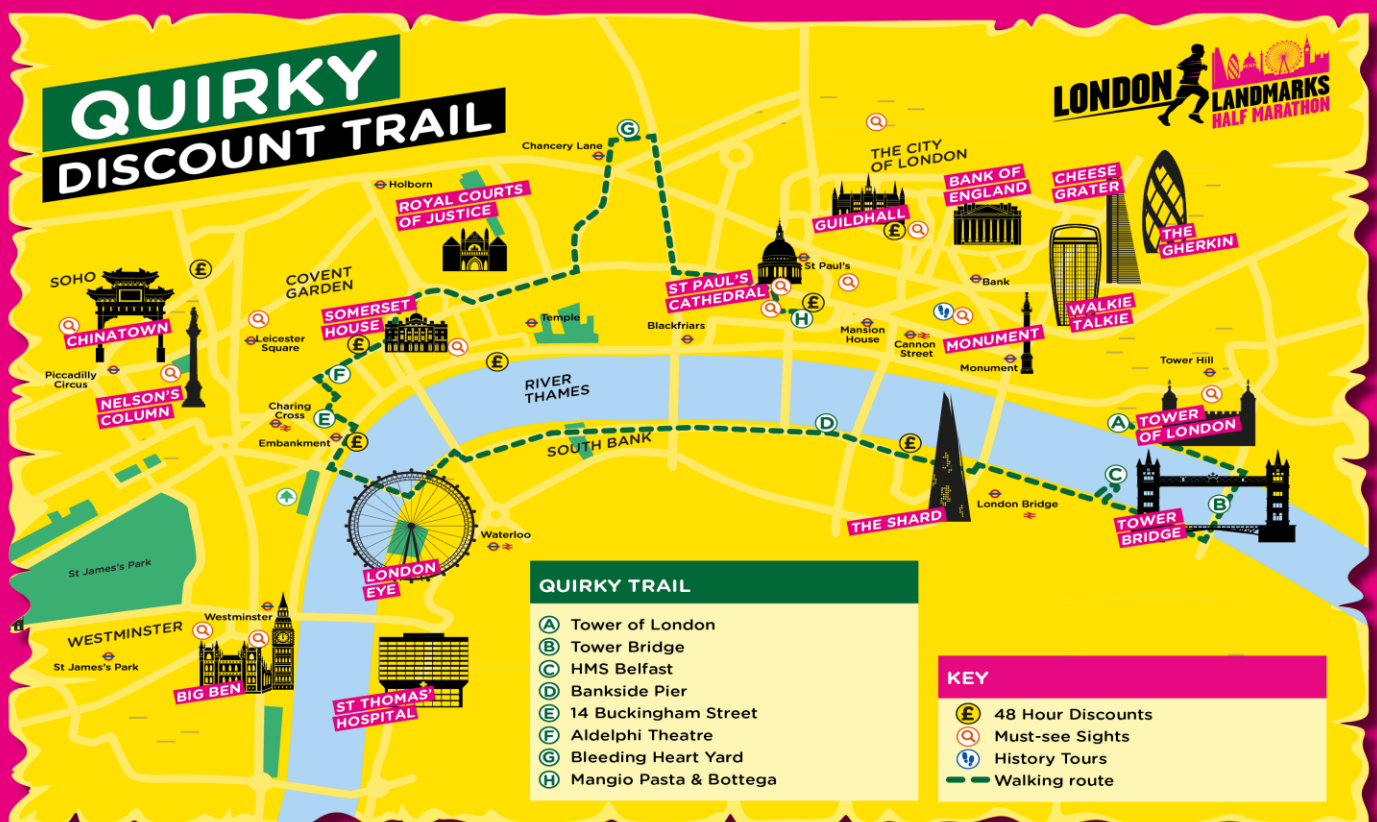 QUIRKY
DISCOUNT TRAIL
LONDON
LANDMARKS
HALF MARATHON
Chancery Lane
G
THE CITY
OF LONDON
Holborn
ROYAL COURTS
OF JUSTICE
BANK OF
ENGLAND
CHEESE
GRATER
GUILDHALL
£
THE
GHERKIN
SOHO
£
COVENT
GARDEN
St Paul's
ST PAUL'S
CATHEDRAL
Bank
SOMERSET
HOUSE
£
CHINATOWN
Leicester
Square
Temple
Blackfriars
£
H
Mansion
House
Cannon
Street
MONUMENT
WALKIE
TALKIE
Monument
Tower Hill
Piccadilly
Circus
F
£
RIVER
THAMES
NELSON'S
COLUMN
Charing
Cross
E
Embankment
£
SOUTH BANK
D
£
A
TOWER
OF LONDON
C
B
THE SHARD
London Bridge
TOWER
BRIDGE
Waterloo
LONDON
EYE
St James's Park
Westminster
WESTMINSTER
St James's Park
BIG BEN
ST THOMAS'
HOSPITAL
QUIRKY TRAIL
A Tower of London
B Tower Bridge
C HMS Belfast
D Bankside Pier
E 14 Buckingham Street
F Aldelphi Theatre
G Bleeding Heart Yard
H Mangio Pasta & Bottega
KEY
£ 48 Hour Discounts
Must-see Sights
History Tours
Walking route